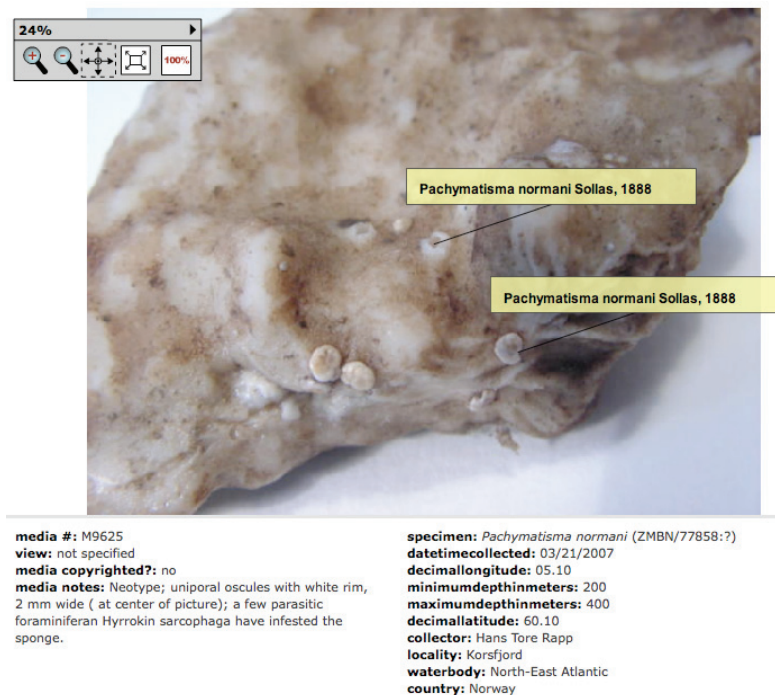 24%
100%
Pachymatisma normani Sollas, 1888
Pachymatisma normani Sollas, 1888
media #: M9625
view: not specified
media copyrighted?: no
media notes: Neotype; uniporal oscules with white rim,
2 mm wide ( at center of picture); a few parasitic
foraminiferan Hyrrokin sarcophaga have infested the
sponge.
specimen: Pachymatisma normani (ZMBN/77858:?)
datetimecollected: 03/21/2007
decimallongitude: 05.10
minimumdepthinmeters: 200
maximumdepthinmeters: 400
decimallatitude: 60.10
collector: Hans Tore Rapp
locality: Korsfjord
waterbody: North-East Atlantic
country: Norway